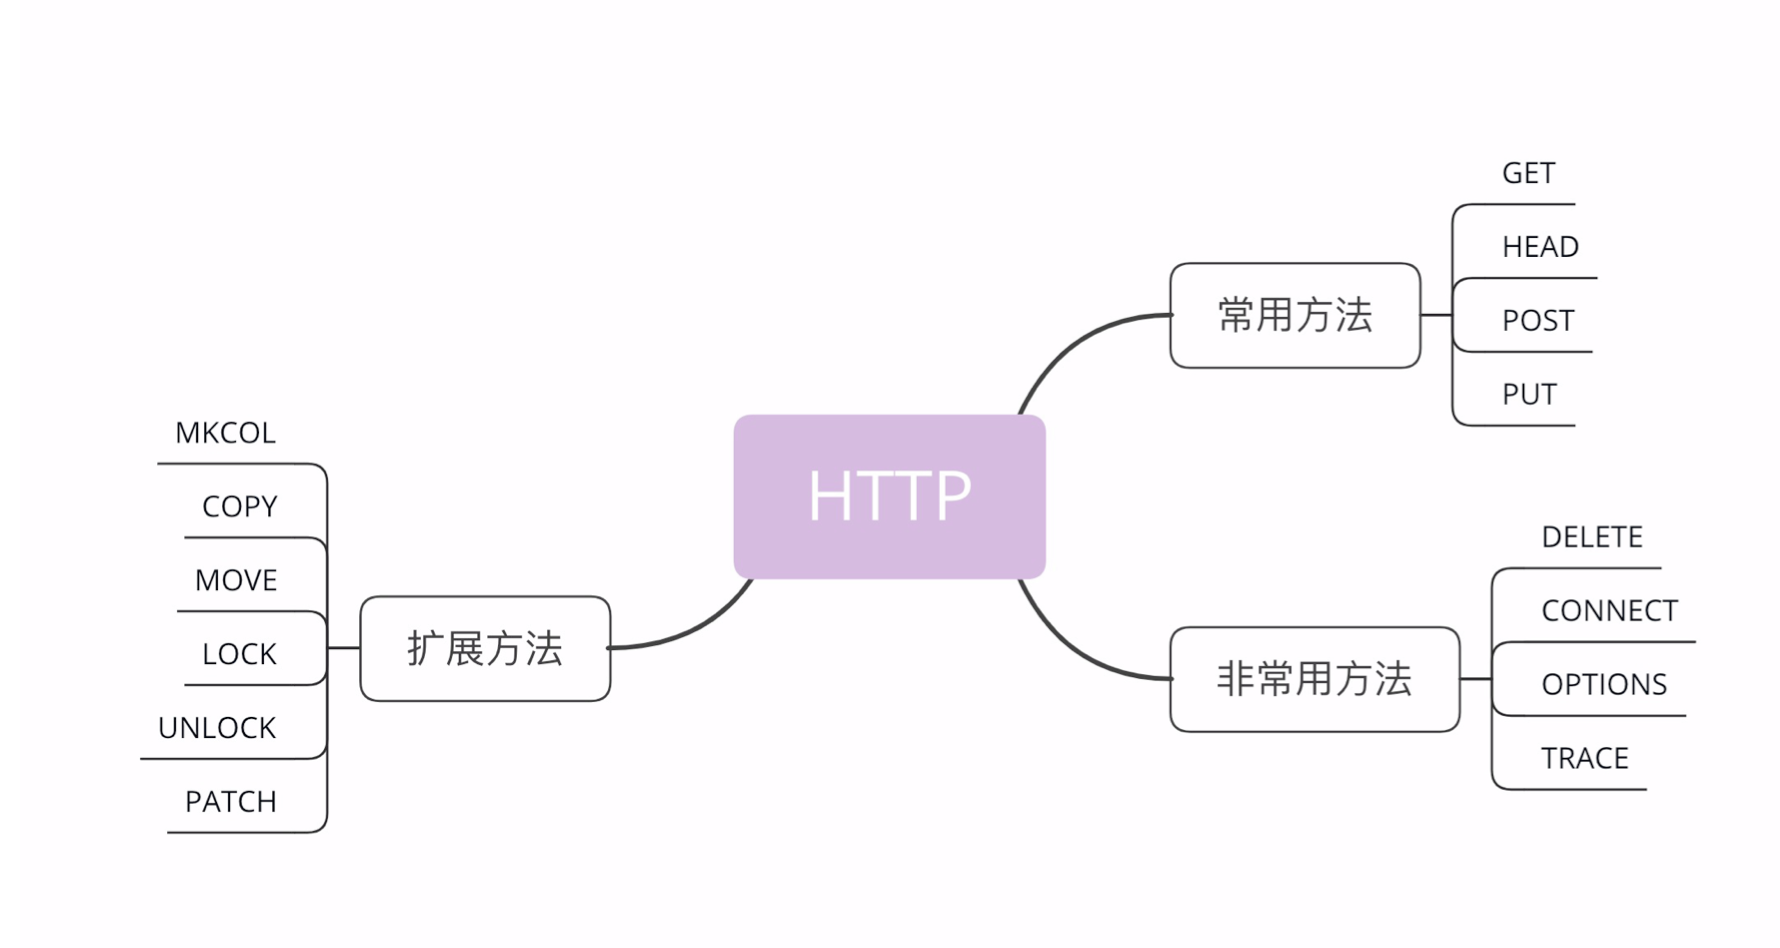 HTTP
常用方法
GET
HEAD
POST
PUT
非常用方法
DELETE
CONNECT
OPTIONS
TRACE
扩展方法
MKCOL
COPY
MOVE
LOCK
UNLOCK
PATCH